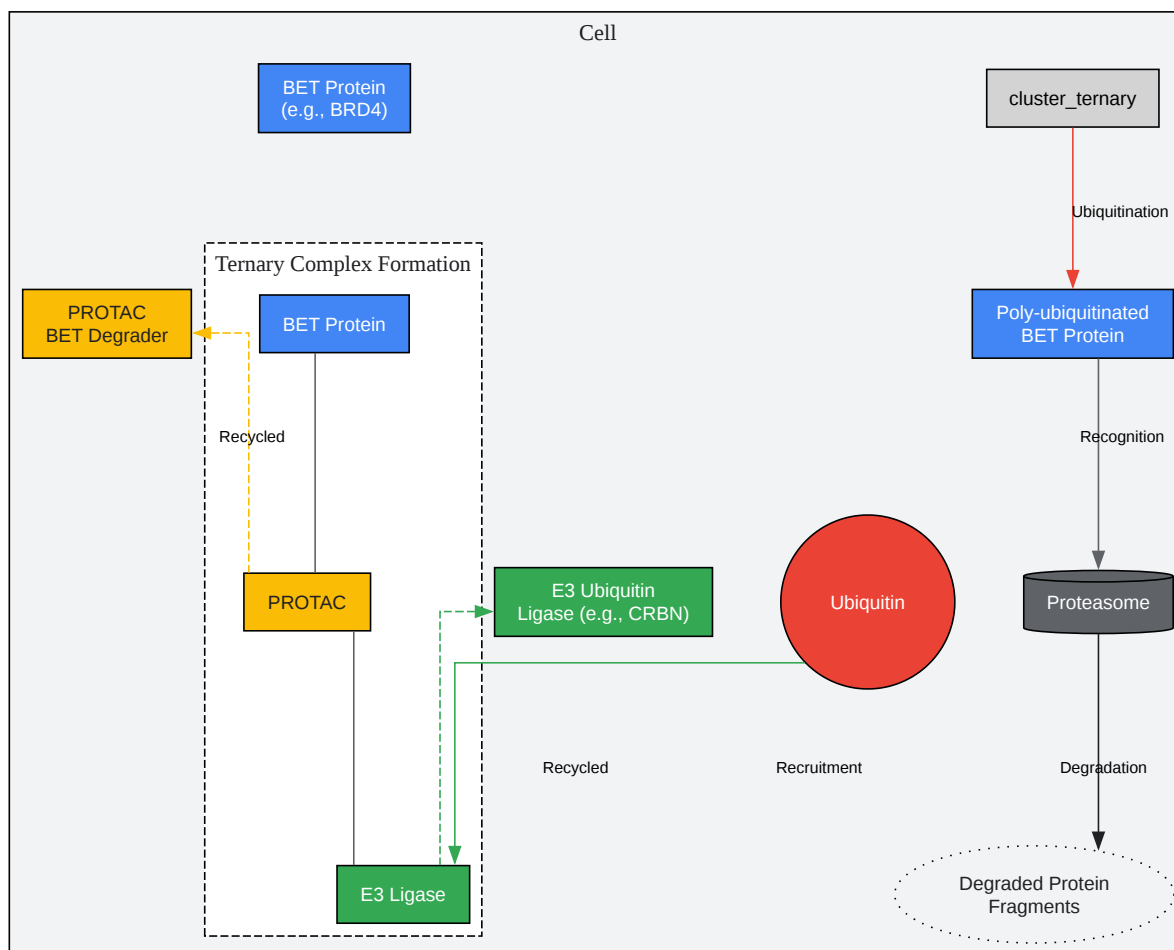 Cell
BET Protein
(e.g., BRD4)
cluster_ternary
Ubiquitination
Ternary Complex Formation
PROTAC
BET Degrader
BET Protein
Poly-ubiquitinated
BET Protein
Recycled
Recognition
PROTAC
E3 Ubiquitin
Ligase (e.g., CRBN)
Ubiquitin
Proteasome
Recycled
Recruitment
Degradation
E3 Ligase
Degraded Protein
Fragments